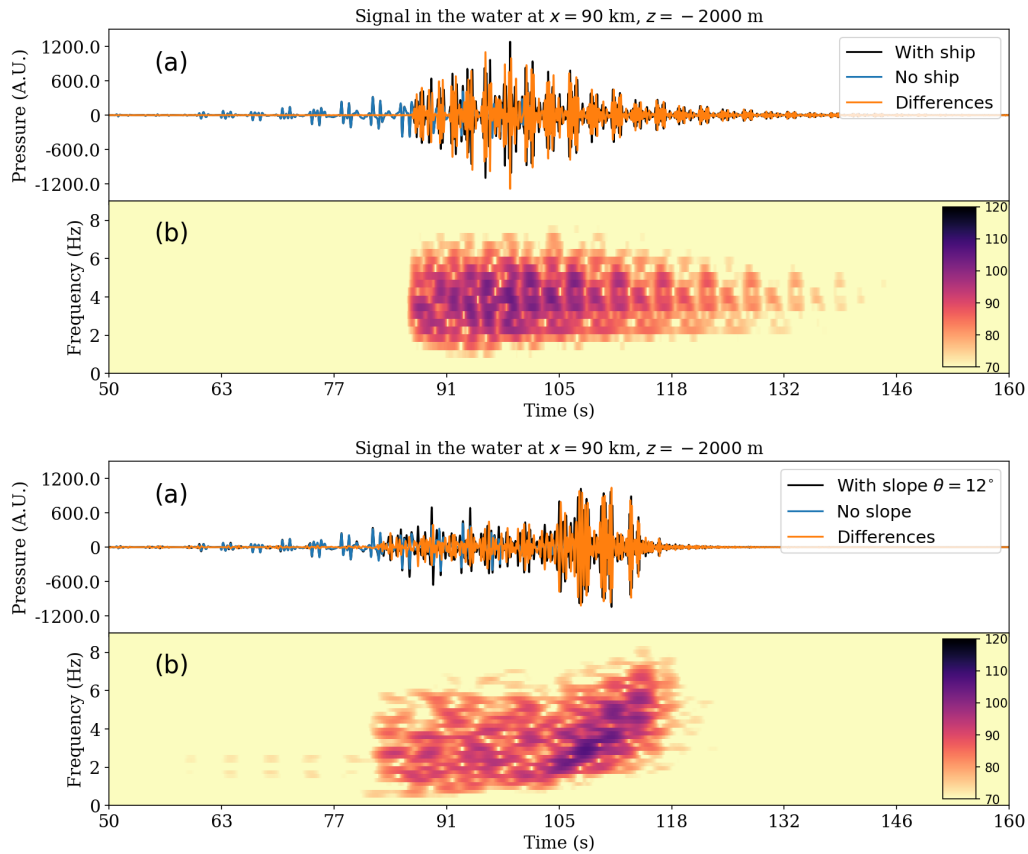 Signal in the water at x = 90 km, z = −2000 m
(a)
With ship
No ship
Differences
Pressure (A.U.)
1200.0
600.0
0
-600.0
-1200.0
(b)
Frequency (Hz)
8
6
4
2
0
120
110
100
90
80
70
50 63 77 91 105 118 132 146 160
Time (s)
Signal in the water at x = 90 km, z = −2000 m
(a)
With slope θ = 12°
No slope
Differences
Pressure (A.U.)
1200.0
600.0
0
-600.0
-1200.0
(b)
Frequency (Hz)
8
6
4
2
0
120
110
100
90
80
70
50 63 77 91 105 118 132 146 160
Time (s)